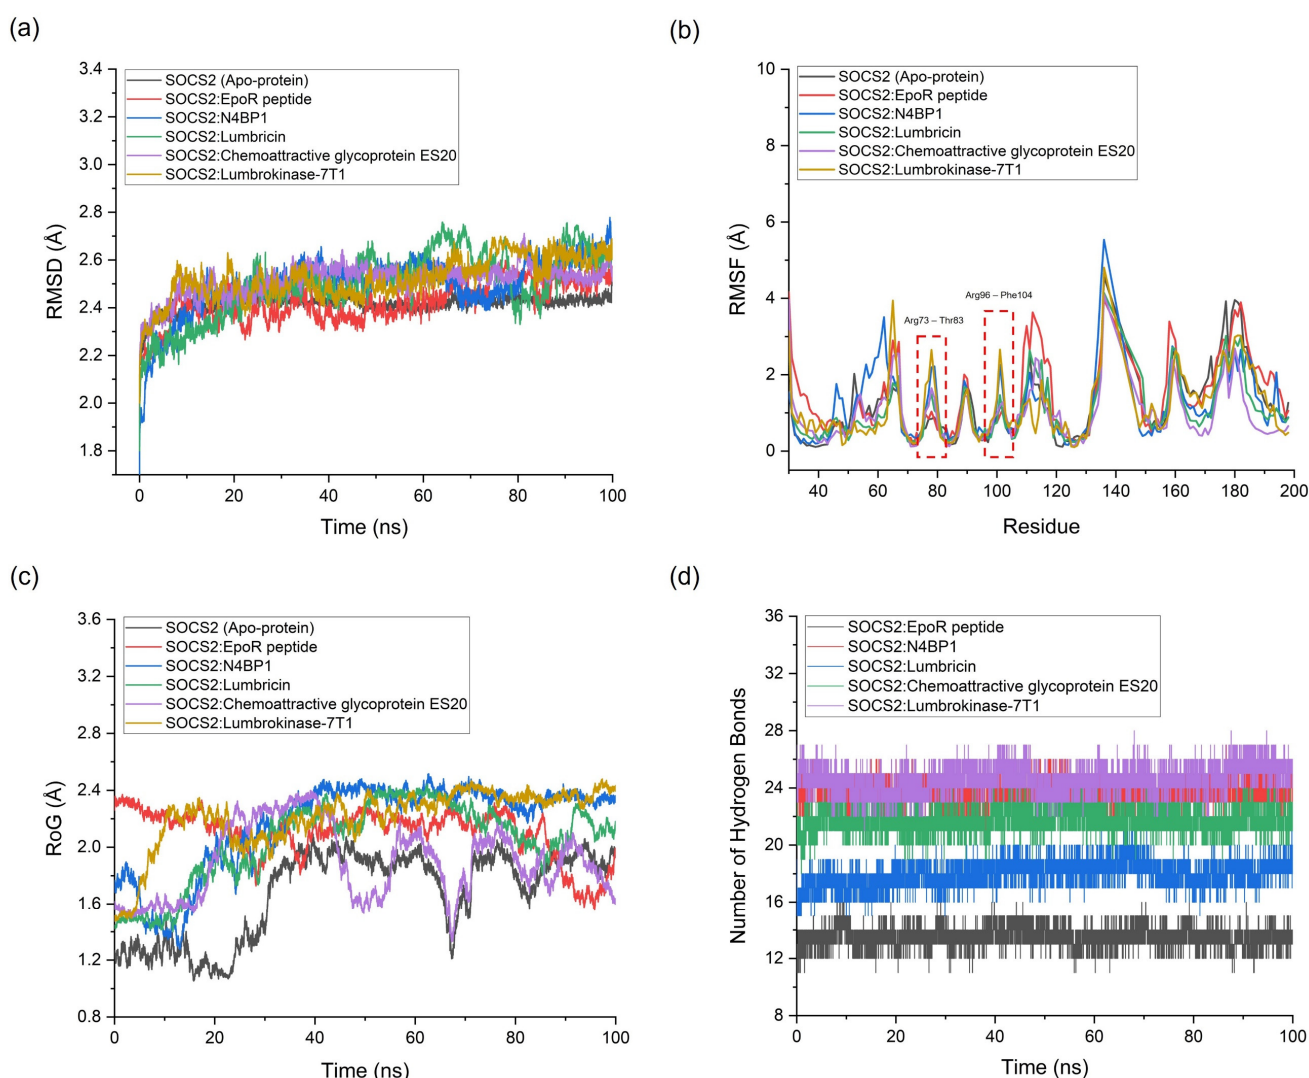 (a)
3.4
3.2
3.0
2.8
2.6
2.4
2.2
2.0
1.8
RMSD (Å)
SOCS2 (Apo-protein)
SOCS2:EpoR peptide
SOCS2:N4BP1
SOCS2:Lumbricin
SOCS2:Chemoattractive glycoprotein ES20
SOCS2:Lumbrokinase-7T1
0 20 40 60 80 100
Time (ns)
(b)
10
8
6
4
2
0
RMSF (Å)
SOCS2 (Apo-protein)
SOCS2:EpoR peptide
SOCS2:N4BP1
SOCS2:Lumbricin
SOCS2:Chemoattractive glycoprotein ES20
SOCS2:Lumbrokinase-7T1
Arg96 – Phe104
Arg73 – Thr83
40 60 80 100 120 140 160 180 200
Residue
(c)
3.6
3.2
2.8
2.4
2.0
1.6
1.2
0.8
RoG (Å)
SOCS2 (Apo-protein)
SOCS2:EpoR peptide
SOCS2:N4BP1
SOCS2:Lumbricin
SOCS2:Chemoattractive glycoprotein ES20
SOCS2:Lumbrokinase-7T1
0 20 40 60 80 100
Time (ns)
(d)
36
32
28
24
20
16
12
8
Number of Hydrogen Bonds
SOCS2:EpoR peptide
SOCS2:N4BP1
SOCS2:Lumbricin
SOCS2:Chemoattractive glycoprotein ES20
SOCS2:Lumbrokinase-7T1
0 20 40 60 80 100
Time (ns)